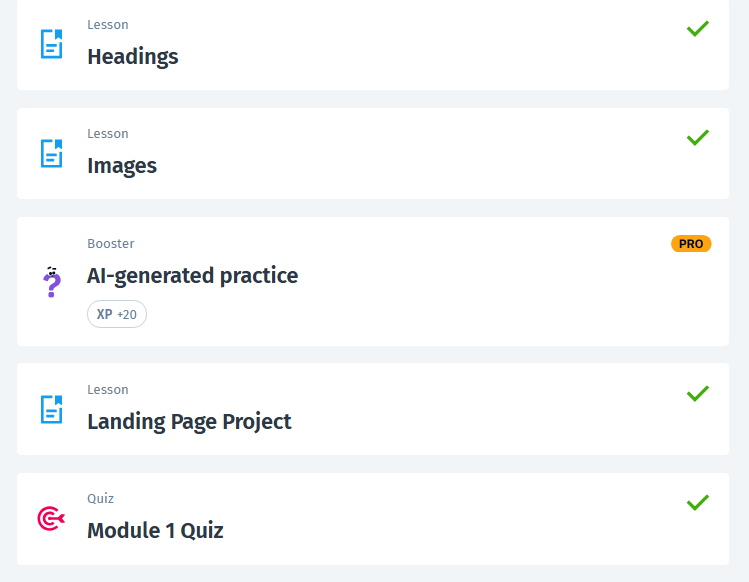 Lesson
Headings
Lesson
Images
Booster
PRO
AI-generated practice
XP +20
Lesson
Landing Page Project
Quiz
Module 1 Quiz